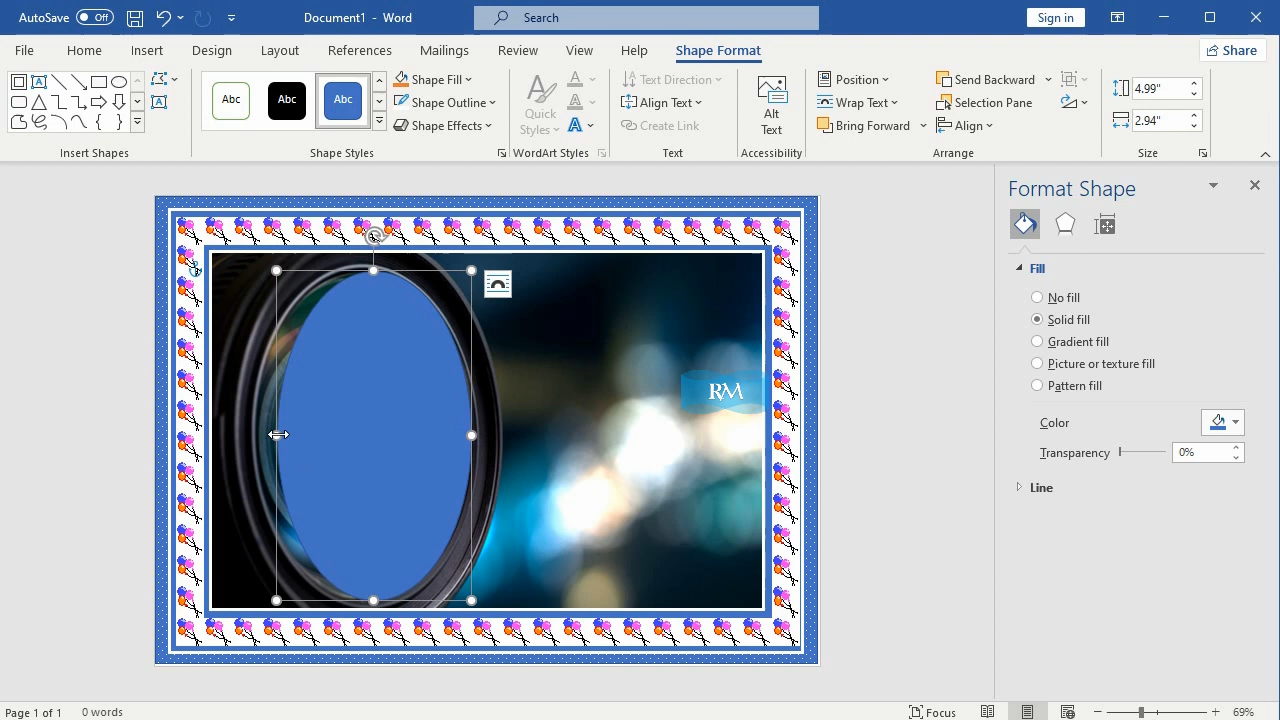 AutoSave Off Document1 - Word Search Sign in
File Home Insert Design Layout References Mailings Review View Help Shape Format Share
Abc Abc Abc
Shape Fill
Shape Outline
Shape Effects
Quick Styles
Text Direction
Align Text
Create Link
Alt Text
Position
Wrap Text
Bring Forward
Send Backward
Selection Pane
Align
4.99"
2.94"
Insert Shapes Shape Styles WordArt Styles Text Accessibility Arrange Size
Format Shape
Fill
No fill
Solid fill
Gradient fill
Picture or texture fill
Pattern fill
Color
Transparency 0%
Line
RM
Page 1 of 1 0 words Focus 69%